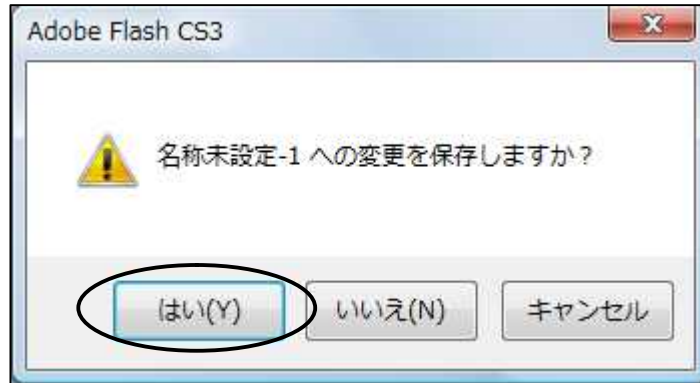 Adobe Flash CS3
名称未設定-1 への変更を保存しますか？
はい(Y) いいえ(N) キャンセル